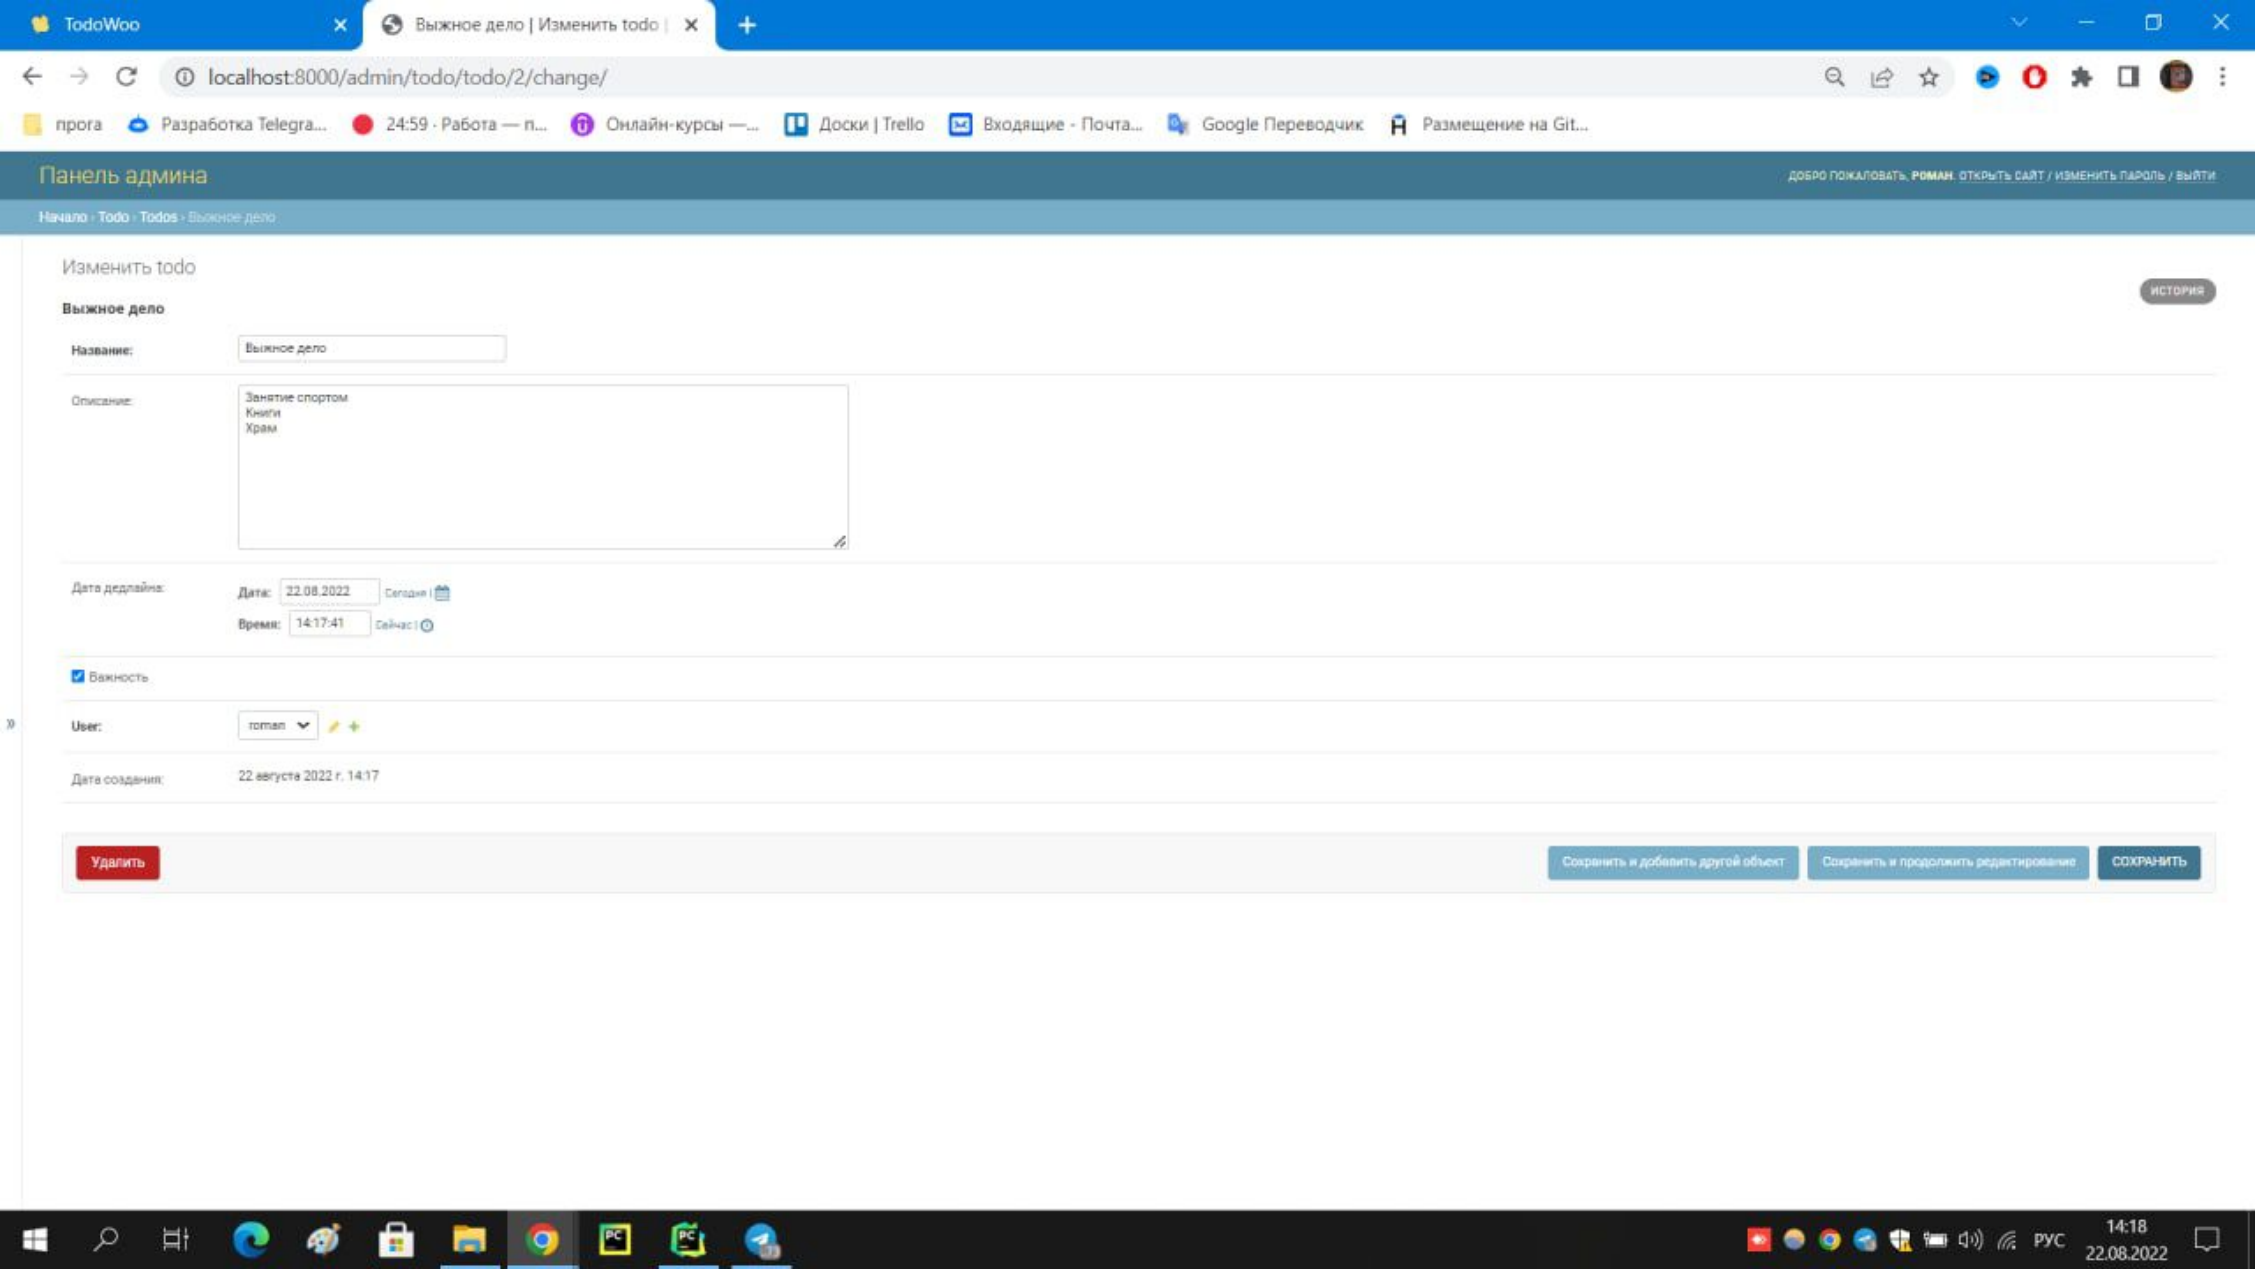 TodoWoo
Выжное дело | Изменить todo |
localhost:8000/admin/todo/todo/2/change/
прога
Разработка Telegra...
24:59 · Работа — п...
Онлайн-курсы —...
Доски | Trello
Входящие - Почта...
Google Переводчик
Размещение на Git...
Панель админа
ДОБРО ПОЖАЛОВАТЬ, РОМАН. ОТКРЫТЬ САЙТ / ИЗМЕНИТЬ ПАРОЛЬ / ВЫЙТИ
Начало › Todo › Todos › Выжное дело
Изменить todo
ИСТОРИЯ
Выжное дело
Название:
Выжное дело
Описание:
Занятие спортом
Книги
Храм
Дата дедлайна:
Дата: 22.08.2022 Сегодня |
Время: 14:17:41 Сейчас |
Важность
»
User:
roman
Дата создания:
22 августа 2022 г. 14:17
Удалить
Сохранить и добавить другой объект
Сохранить и продолжить редактирование
СОХРАНИТЬ
РУС
14:18
22.08.2022